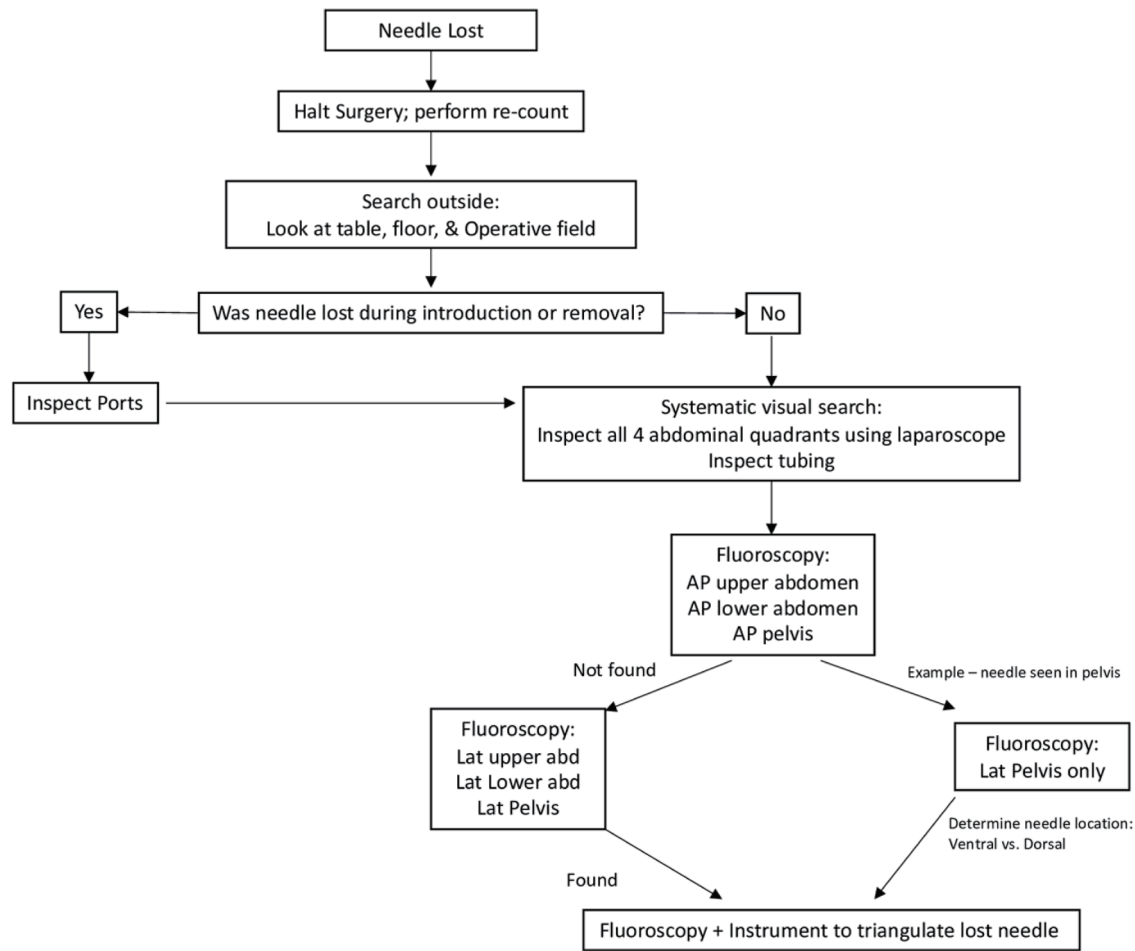 Needle Lost
Halt Surgery; perform re-count
Search outside:
Look at table, floor, & Operative field
Yes
Was needle lost during introduction or removal?
No
Inspect Ports
Systematic visual search:
Inspect all 4 abdominal quadrants using laparoscope
Inspect tubing
Fluoroscopy:
AP upper abdomen
AP lower abdomen
AP pelvis
Not found
Example – needle seen in pelvis
Fluoroscopy:
Lat upper abd
Lat Lower abd
Lat Pelvis
Fluoroscopy:
Lat Pelvis only
Determine needle location:
Ventral vs. Dorsal
Found
Fluoroscopy + Instrument to triangulate lost needle